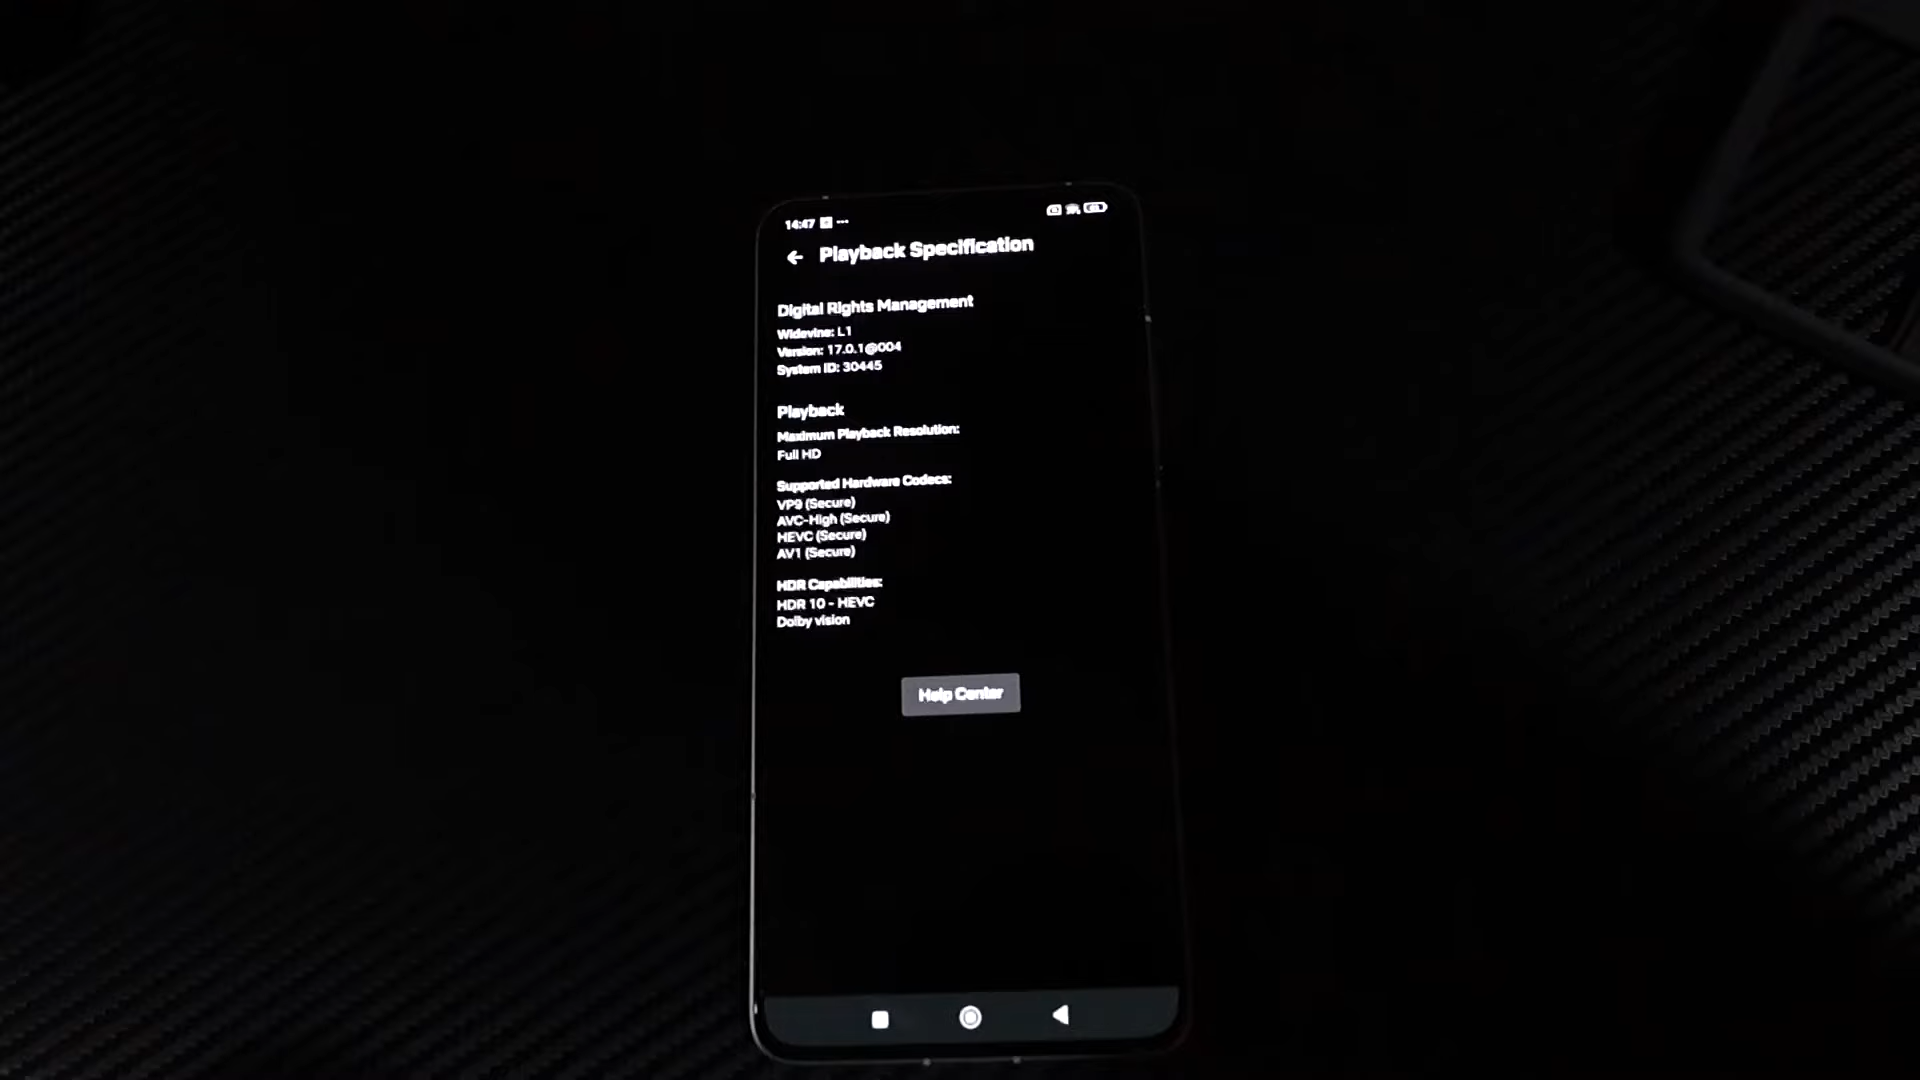 14:47
Playback Specification
Digital Rights Management
Widevine: L1
Version: 17.0.1@004
System ID: 30445
Playback
Maximum Playback Resolution:
Full HD
Supported Hardware Codecs:
VP9 (Secure)
AVC-High (Secure)
HEVC (Secure)
AV1 (Secure)
HDR Capabilities:
HDR 10 - HEVC
Dolby vision
Help Center